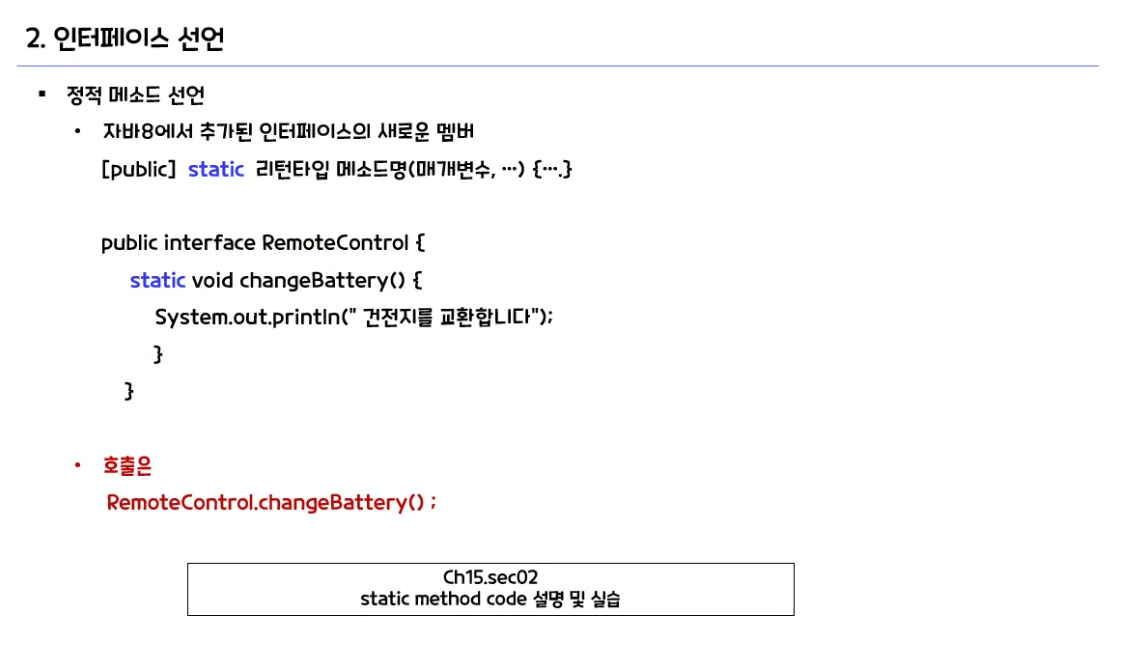 2. 인터페이스 선언
▪ 정적 메소드 선언
• 자바8에서 추가된 인터페이스의 새로운 멤버
[public] static 리턴타입 메소드명(매개변수, …) {….}
public interface RemoteControl {
static void changeBattery() {
System.out.println(" 건전지를 교환합니다");
}
}
• 호출은
RemoteControl.changeBattery() ;
Ch15.sec02
static method code 설명 및 실습